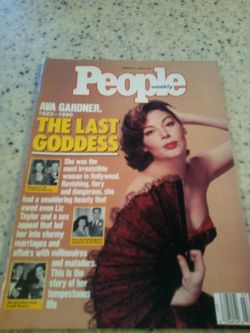 People
weekly
AVA GARDNER,
1922–1990
THE LAST
GODDESS
She was the
most irresistible
woman in Hollywood.
Ravishing, fiery
and dangerous, she
had a smoldering beauty that
awed even Liz
Taylor and a sex
appeal that led
her into stormy
marriages and
affairs with millionaires
and matadors.
This is the
story of her
tempestuous
life